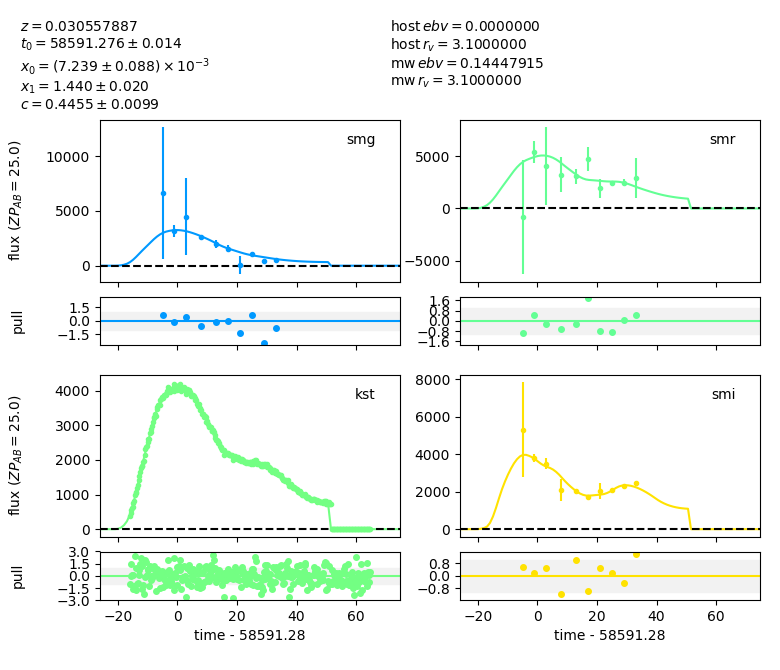 z = 0.030557887
t₀ = 58591.276 ± 0.014
x₀ = (7.239 ± 0.088) × 10⁻³
x₁ = 1.440 ± 0.020
c = 0.4455 ± 0.0099
host ebv = 0.0000000
host r_v = 3.1000000
mw ebv = 0.14447915
mw r_v = 3.1000000
smg
flux (ZP_AB = 25.0)
10000
5000
0
smr
5000
0
−5000
pull
1.5
0.0
−1.5
1.6
0.8
0.0
−0.8
−1.6
kst
flux (ZP_AB = 25.0)
4000
3000
2000
1000
0
smi
8000
6000
4000
2000
0
pull
3.0
1.5
0.0
−1.5
−3.0
0.8
0.0
−0.8
−20 0 20 40 60
−20 0 20 40 60
time - 58591.28
time - 58591.28